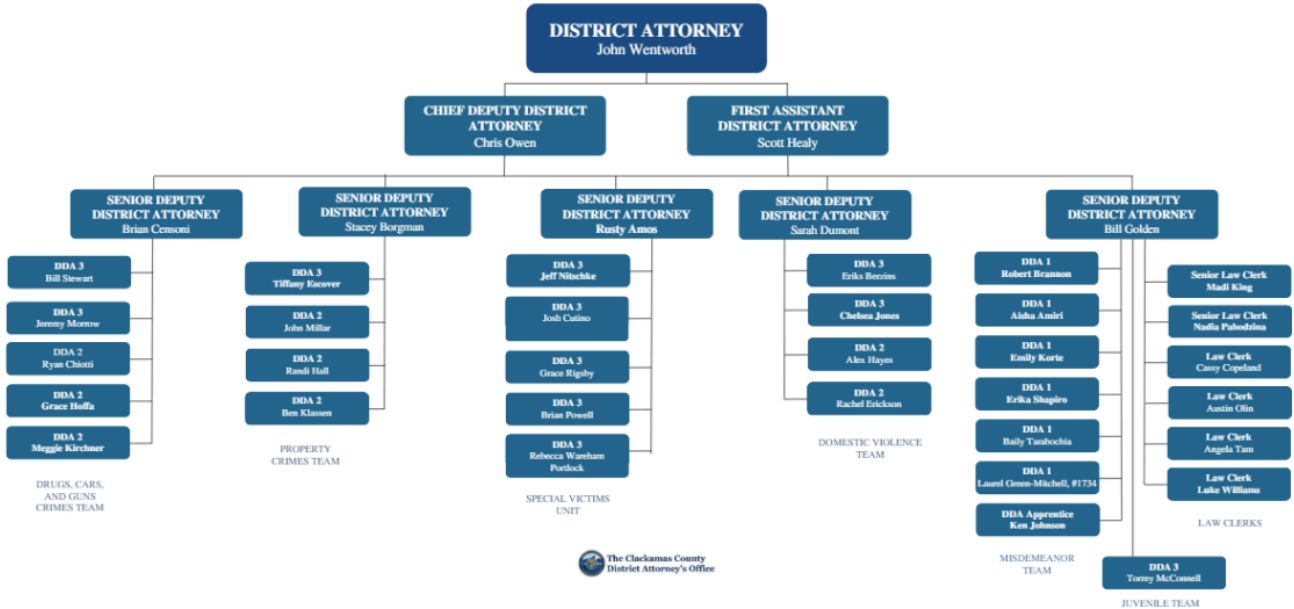 DISTRICT ATTORNEY
John Wentworth
CHIEF DEPUTY DISTRICT
ATTORNEY
Chris Owen
FIRST ASSISTANT
DISTRICT ATTORNEY
Scott Healy
SENIOR DEPUTY
DISTRICT ATTORNEY
Brian Censoni
DDA 3
Bill Stewart
DDA 3
Jeremy Morrow
DDA 2
Ryan Chiotti
DDA 2
Grace Hoffa
DDA 2
Meggie Kirchner
DRUGS, CARS,
AND GUNS
CRIMES TEAM
SENIOR DEPUTY
DISTRICT ATTORNEY
Stacey Borgman
DDA 3
Tiffany Escover
DDA 2
John Millar
DDA 2
Randi Hall
DDA 2
Ben Klassen
PROPERTY
CRIMES TEAM
SENIOR DEPUTY
DISTRICT ATTORNEY
Rusty Amos
DDA 3
Jeff Nitschke
DDA 3
Josh Cutino
DDA 3
Grace Rigsby
DDA 3
Brian Powell
DDA 3
Rebecca Wareham
Portlock
SPECIAL VICTIMS
UNIT
SENIOR DEPUTY
DISTRICT ATTORNEY
Sarah Dumont
DDA 3
Eriks Berzins
DDA 3
Chelsea Jones
DDA 2
Alex Hayes
DDA 2
Rachel Erickson
DOMESTIC VIOLENCE
TEAM
SENIOR DEPUTY
DISTRICT ATTORNEY
Bill Golden
DDA 1
Robert Brannon
DDA 1
Aisha Amiri
DDA 1
Emily Korte
DDA 1
Erika Shapiro
DDA 1
Baily Tarabochia
DDA 1
Laurel Green-Mitchell, #1734
DDA Apprentice
Ken Johnson
MISDEMEANOR
TEAM
Senior Law Clerk
Madi King
Senior Law Clerk
Nadia Pahodzina
Law Clerk
Cassy Copeland
Law Clerk
Austin Olin
Law Clerk
Angela Tam
Law Clerk
Luke Williams
LAW CLERKS
DDA 3
Torrey McConnell
JUVENILE TEAM
The Clackamas County
District Attorney's Office